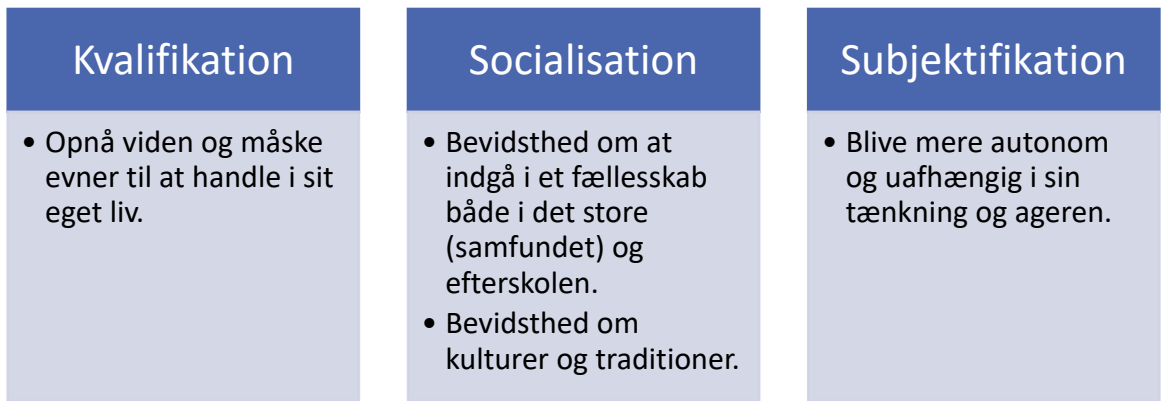 Kvalifikation
• Opnå viden og måske
evner til at handle i sit
eget liv.
Socialisation
• Bevidsthed om at
indgå i et fællesskab
både i det store
(samfundet) og
efterskolen.
• Bevidsthed om
kulturer og traditioner.
Subjektifikation
• Blive mere autonom
og uafhængig i sin
tænkning og ageren.